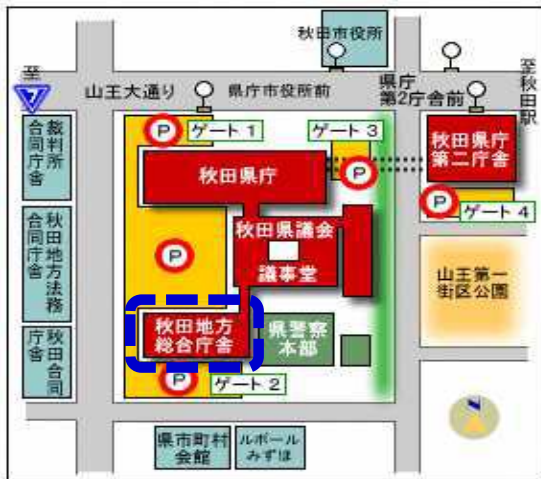 秋田市役所
至
7
山王大通り
県庁市役所前
県庁
第2庁舎前
至秋田駅
裁判所
合同庁舎
P
ゲート1
ゲート3
P
秋田県庁
秋田県庁
第二庁舎
P
ゲート4
秋田地方法務
合同庁舎
秋田県議会
議事堂
P
山王第一
街区公園
秋田地方
総合庁舎
県警察
本部
秋田合同
庁舎
P
ゲート2
県市町村
会館
ルポール
みずほ